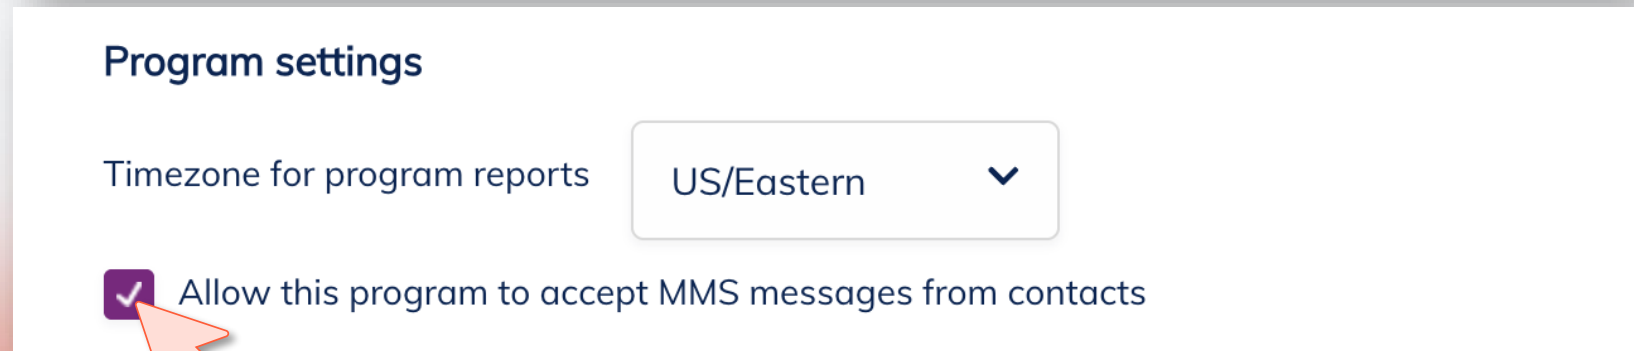 Program settings
Timezone for program reports
US/Eastern
Allow this program to accept MMS messages from contacts